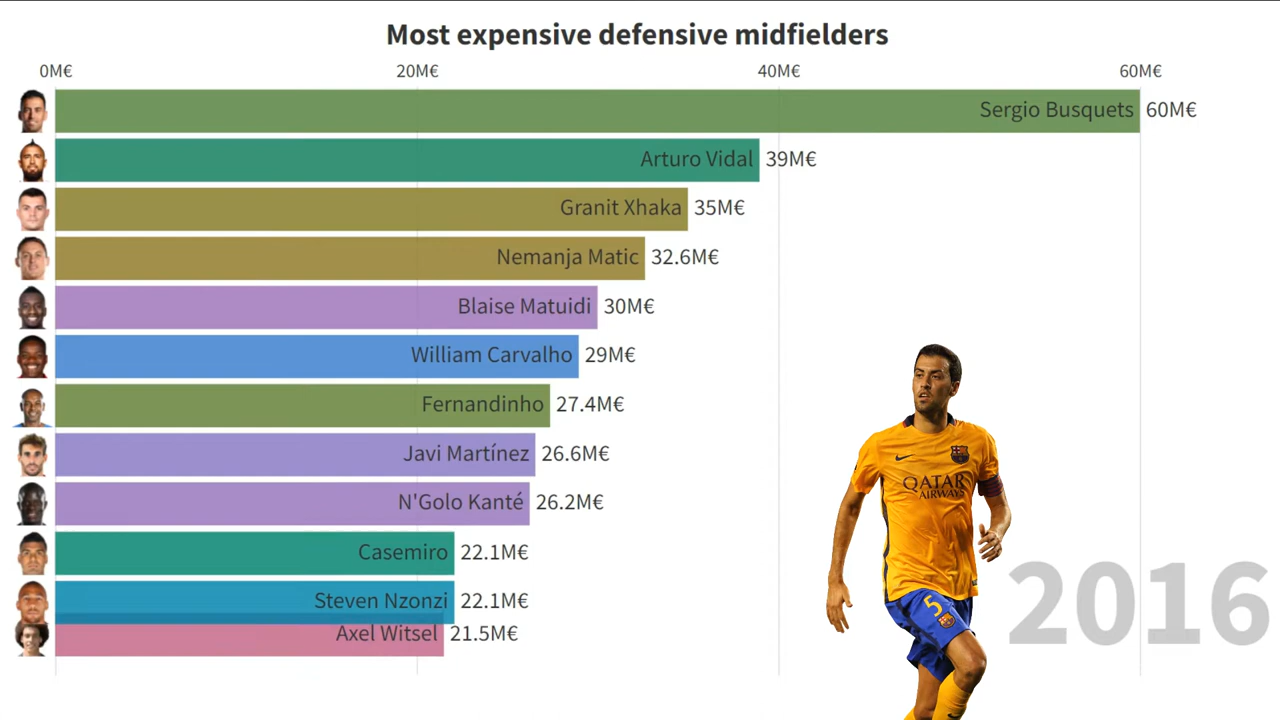 Most expensive defensive midfielders
0M€ 20M€ 40M€ 60M€
Sergio Busquets 60M€
Arturo Vidal 39M€
Granit Xhaka 35M€
Nemanja Matic 32.6M€
Blaise Matuidi 30M€
William Carvalho 29M€
Fernandinho 27.4M€
Javi Martínez 26.6M€
N'Golo Kanté 26.2M€
Casemiro 22.1M€
Steven Nzonzi 22.1M€
Axel Witsel 21.5M€
QATAR
AIRWAYS
5
2016